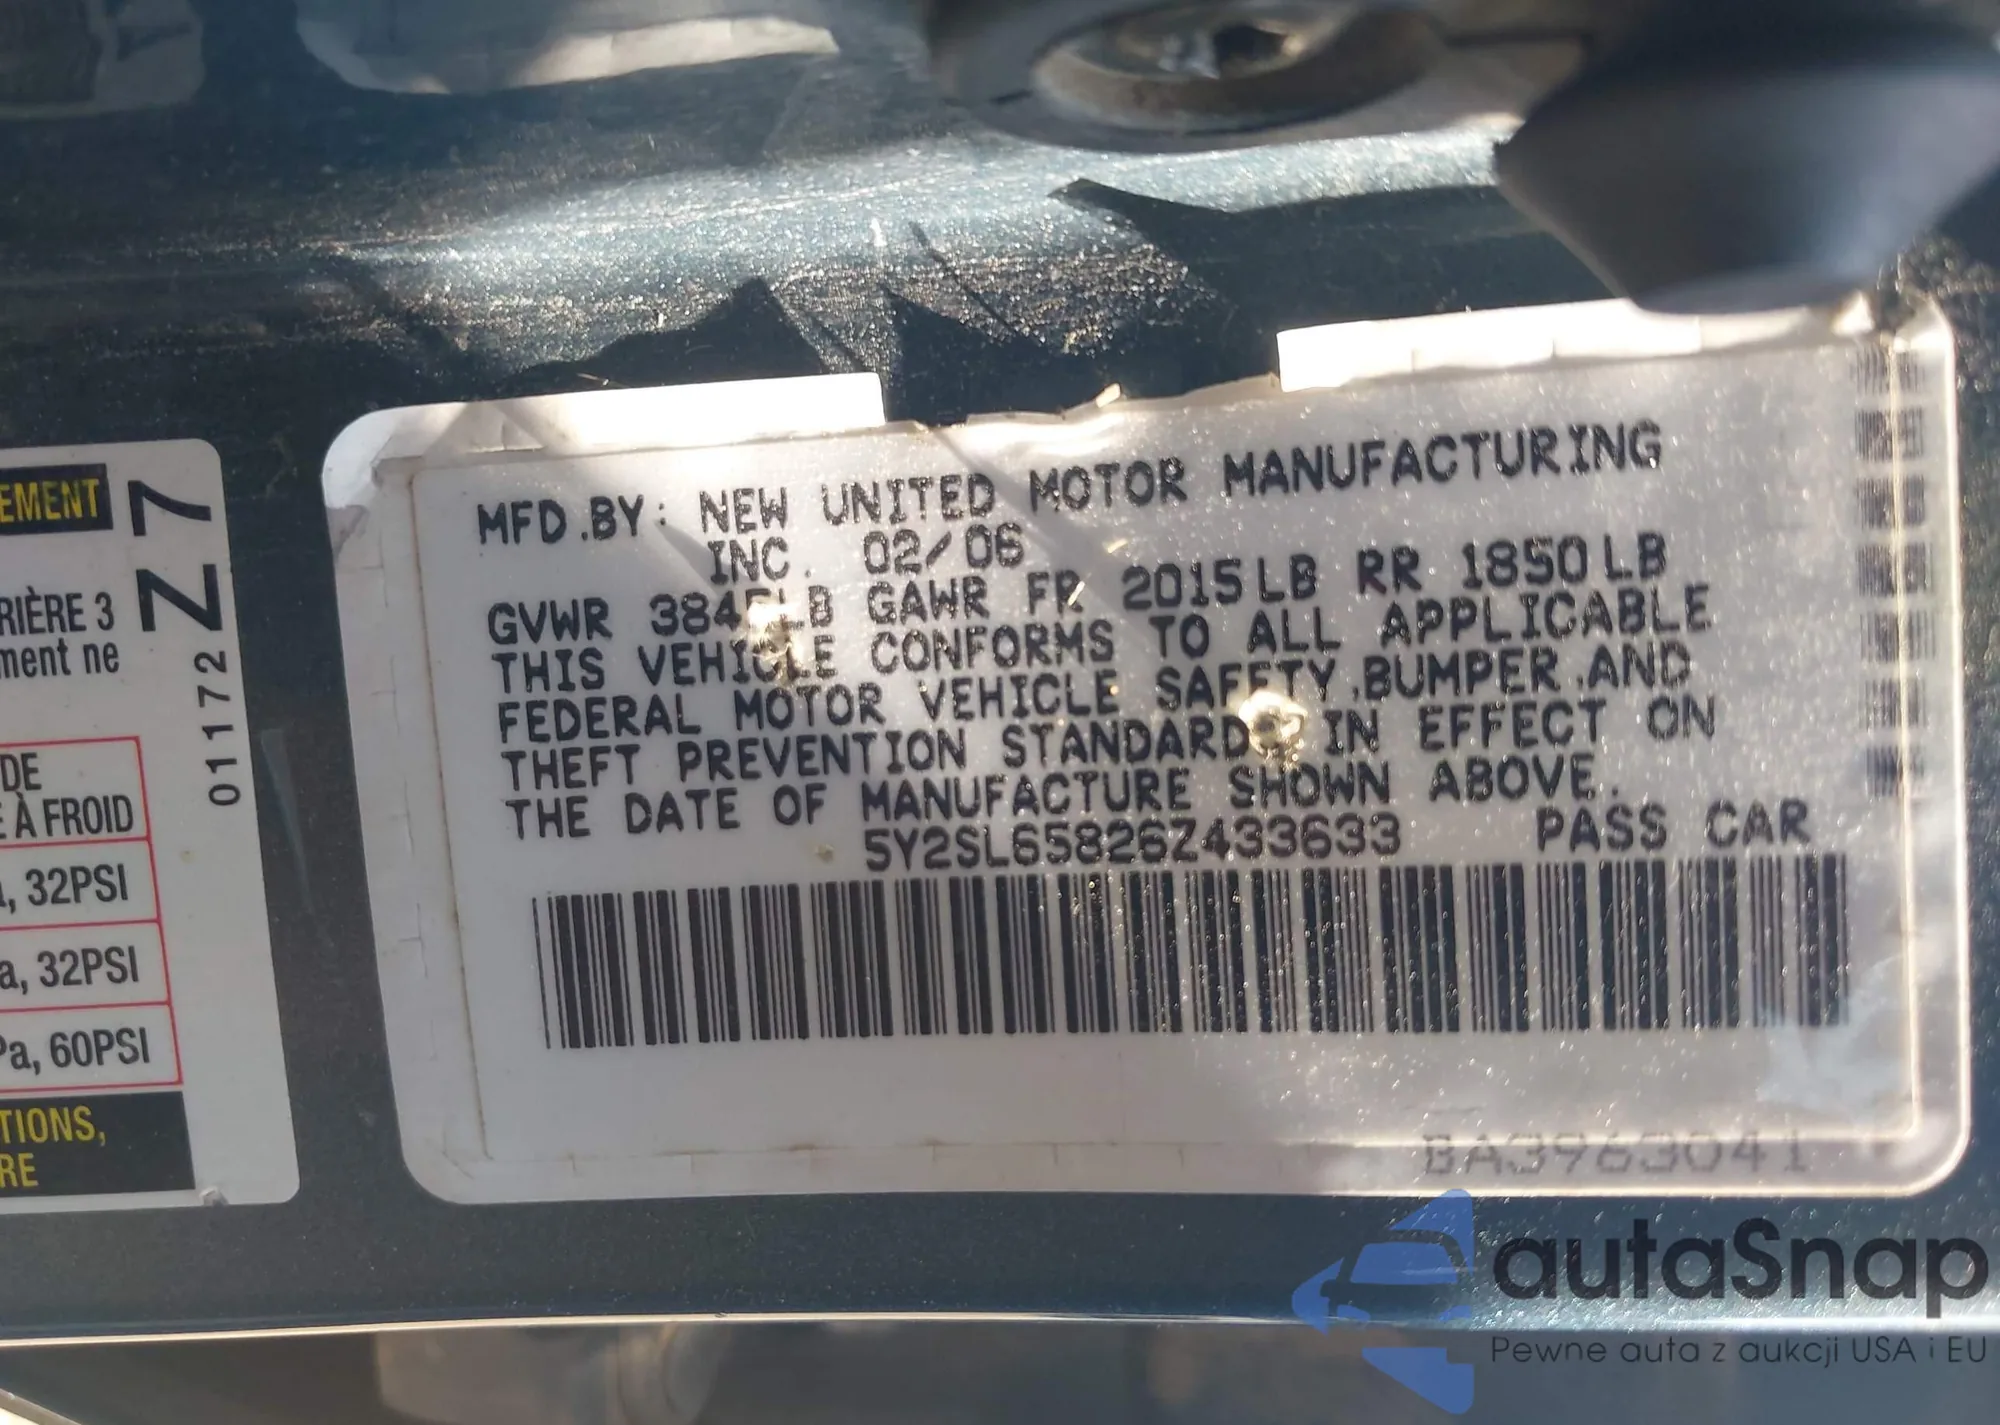 EMENT
RIÈRE 3
ment ne
DE
À FROID
, 32PSI
a, 32PSI
Pa, 60PSI
TIONS,
RE
Z7
01172
MFD.BY: NEW UNITED MOTOR MANUFACTURING
INC. 02/06
GVWR 3845LB GAWR FR 2015LB RR 1850LB
THIS VEHICLE CONFORMS TO ALL APPLICABLE
FEDERAL MOTOR VEHICLE SAFETY,BUMPER,AND
THEFT PREVENTION STANDARDS IN EFFECT ON
THE DATE OF MANUFACTURE SHOWN ABOVE.
5Y2SL65826Z433633 PASS CAR
BA3963041
autaSnap
Pewne auta z aukcji USA i EU